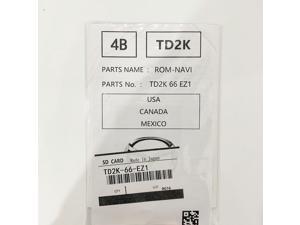 4B TD2K
PARTS NAME : ROM-NAVI
PARTS No. : TD2K 66 EZ1
USA
CANADA
MEXICO
SD CARD Made in Japan
TD2K-66-EZ1